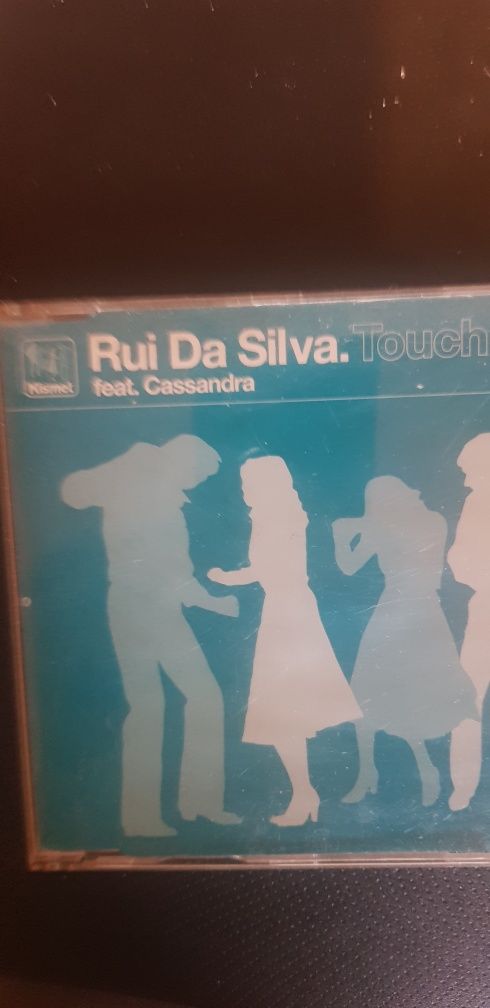 Rui Da Silva. Touch
feat. Cassandra
Kismet